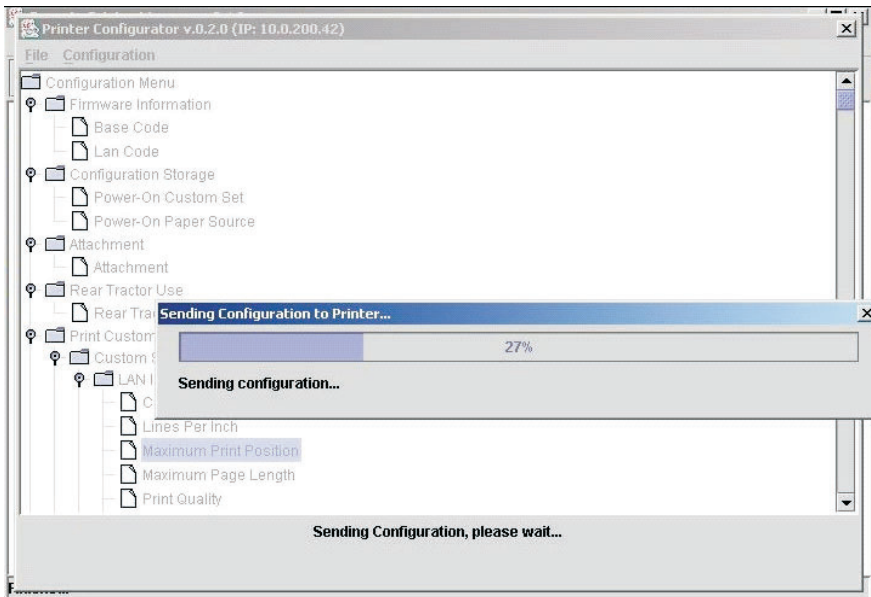 Printer Configurator v.0.2.0 (IP: 10.0.200.42)
File Configuration
Configuration Menu
Firmware Information
Base Code
Lan Code
Configuration Storage
Power-On Custom Set
Power-On Paper Source
Attachment
Attachment
Rear Tractor Use
Rear
Sending Configuration to Printer...
Print
27%
Custom
LAN
Sending configuration...
Lines Per Inch
Maximum Print Position
Maximum Page Length
Print Quality
Sending Configuration, please wait...